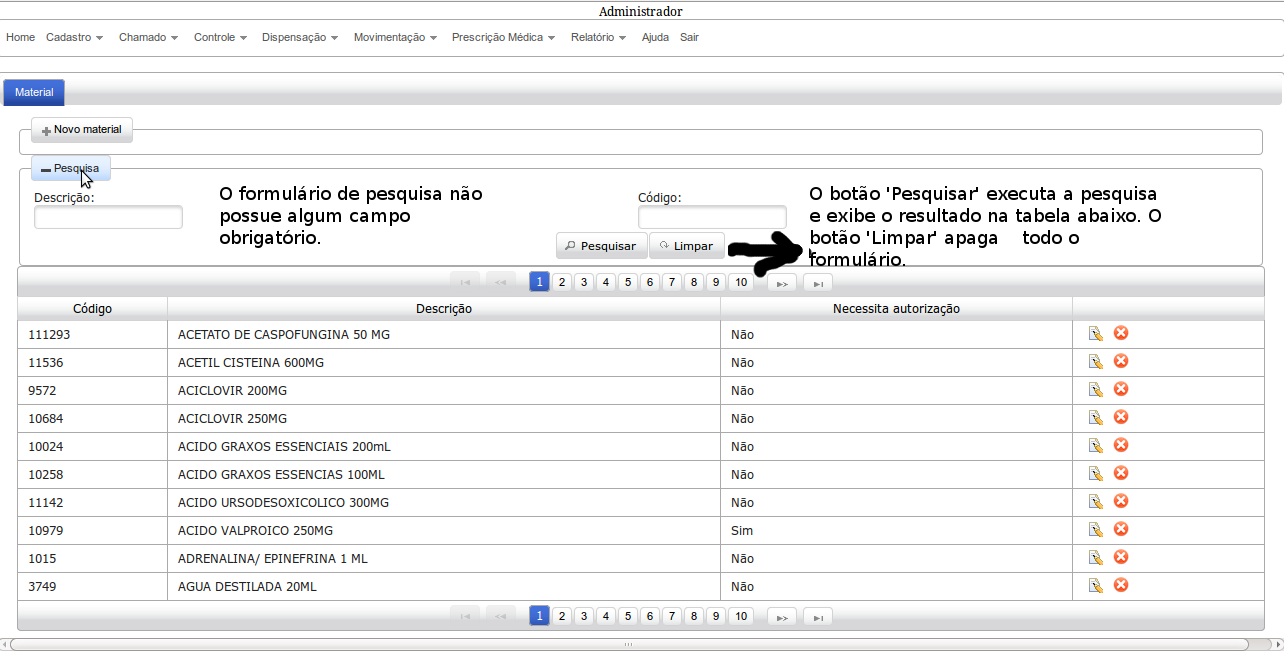 Administrador
Home Cadastro Chamado Controle Dispensação Movimentação Prescrição Médica Relatório Ajuda Sair
Material
Novo material
Pesquisa
Descrição:
O formulário de pesquisa não
possue algum campo
obrigatório.
Código:
O botão 'Pesquisar' executa a pesquisa
e exibe o resultado na tabela abaixo. O
botão 'Limpar' apaga todo o
formulário.
Pesquisar Limpar
1 2 3 4 5 6 7 8 9 10
Código Descrição Necessita autorização
111293 ACETATO DE CASPOFUNGINA 50 MG Não
11536 ACETIL CISTEINA 600MG Não
9572 ACICLOVIR 200MG Não
10684 ACICLOVIR 250MG Não
10024 ACIDO GRAXOS ESSENCIAIS 200mL Não
10258 ACIDO GRAXOS ESSENCIAS 100ML Não
11142 ACIDO URSODESOXICOLICO 300MG Não
10979 ACIDO VALPROICO 250MG Sim
1015 ADRENALINA/ EPINEFRINA 1 ML Não
3749 AGUA DESTILADA 20ML Não
1 2 3 4 5 6 7 8 9 10